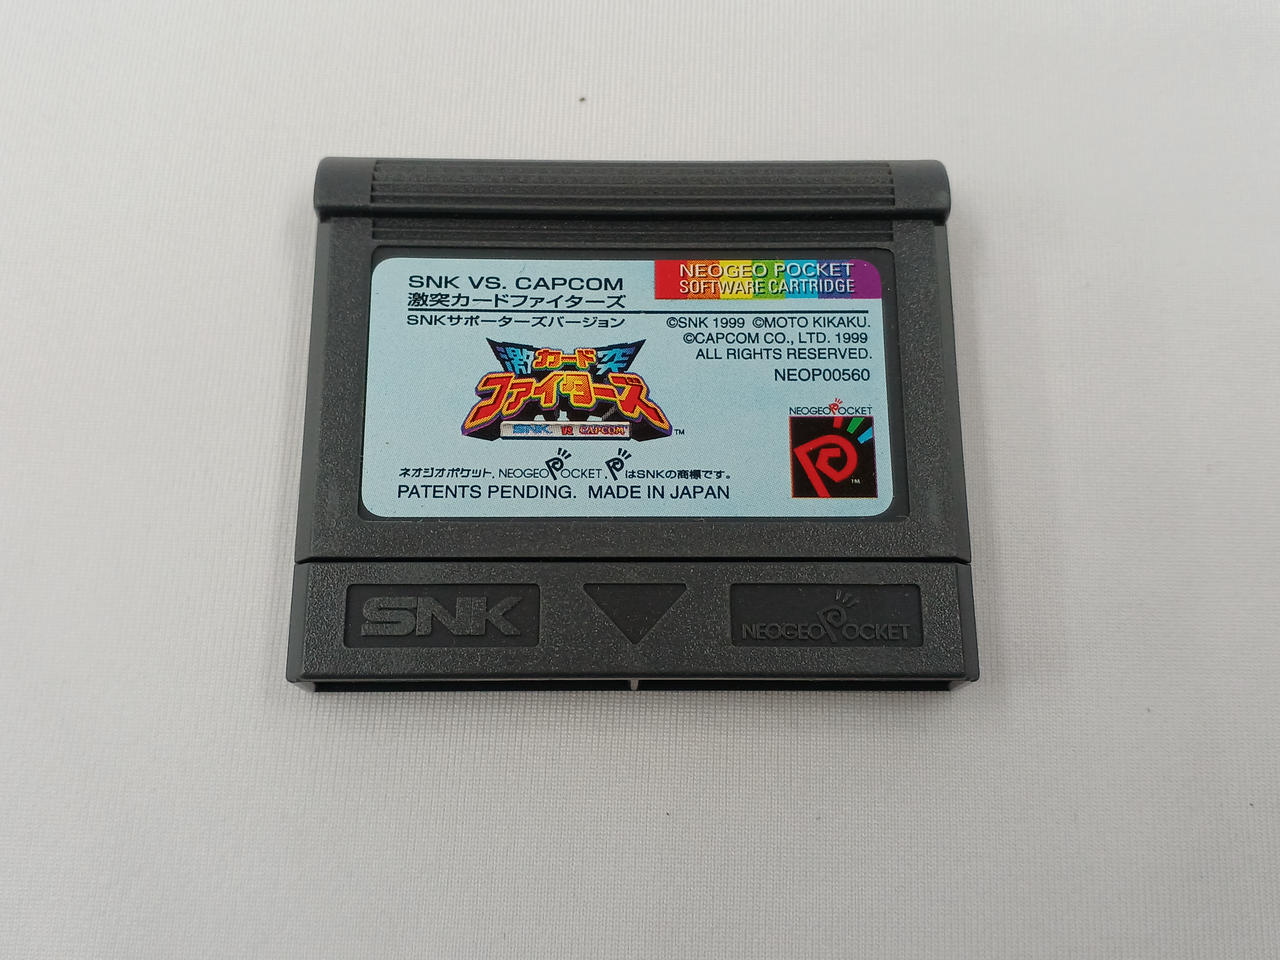 SNK VS. CAPCOM
激突カードファイターズ
SNKサポーターズバージョン
NEOGEO POCKET
SOFTWARE CARTRIDGE
©SNK 1999 ©MOTO KIKAKU.
©CAPCOM CO., LTD. 1999
ALL RIGHTS RESERVED.
NEOP00560
激カード突
ファイターズ
SNK VS CAPCOM
TM
NEOGEO POCKET
TM
ネオジオポケット, NEOGEO POCKET, PはSNKの商標です。
PATENTS PENDING. MADE IN JAPAN
SNK
NEOGEO POCKET